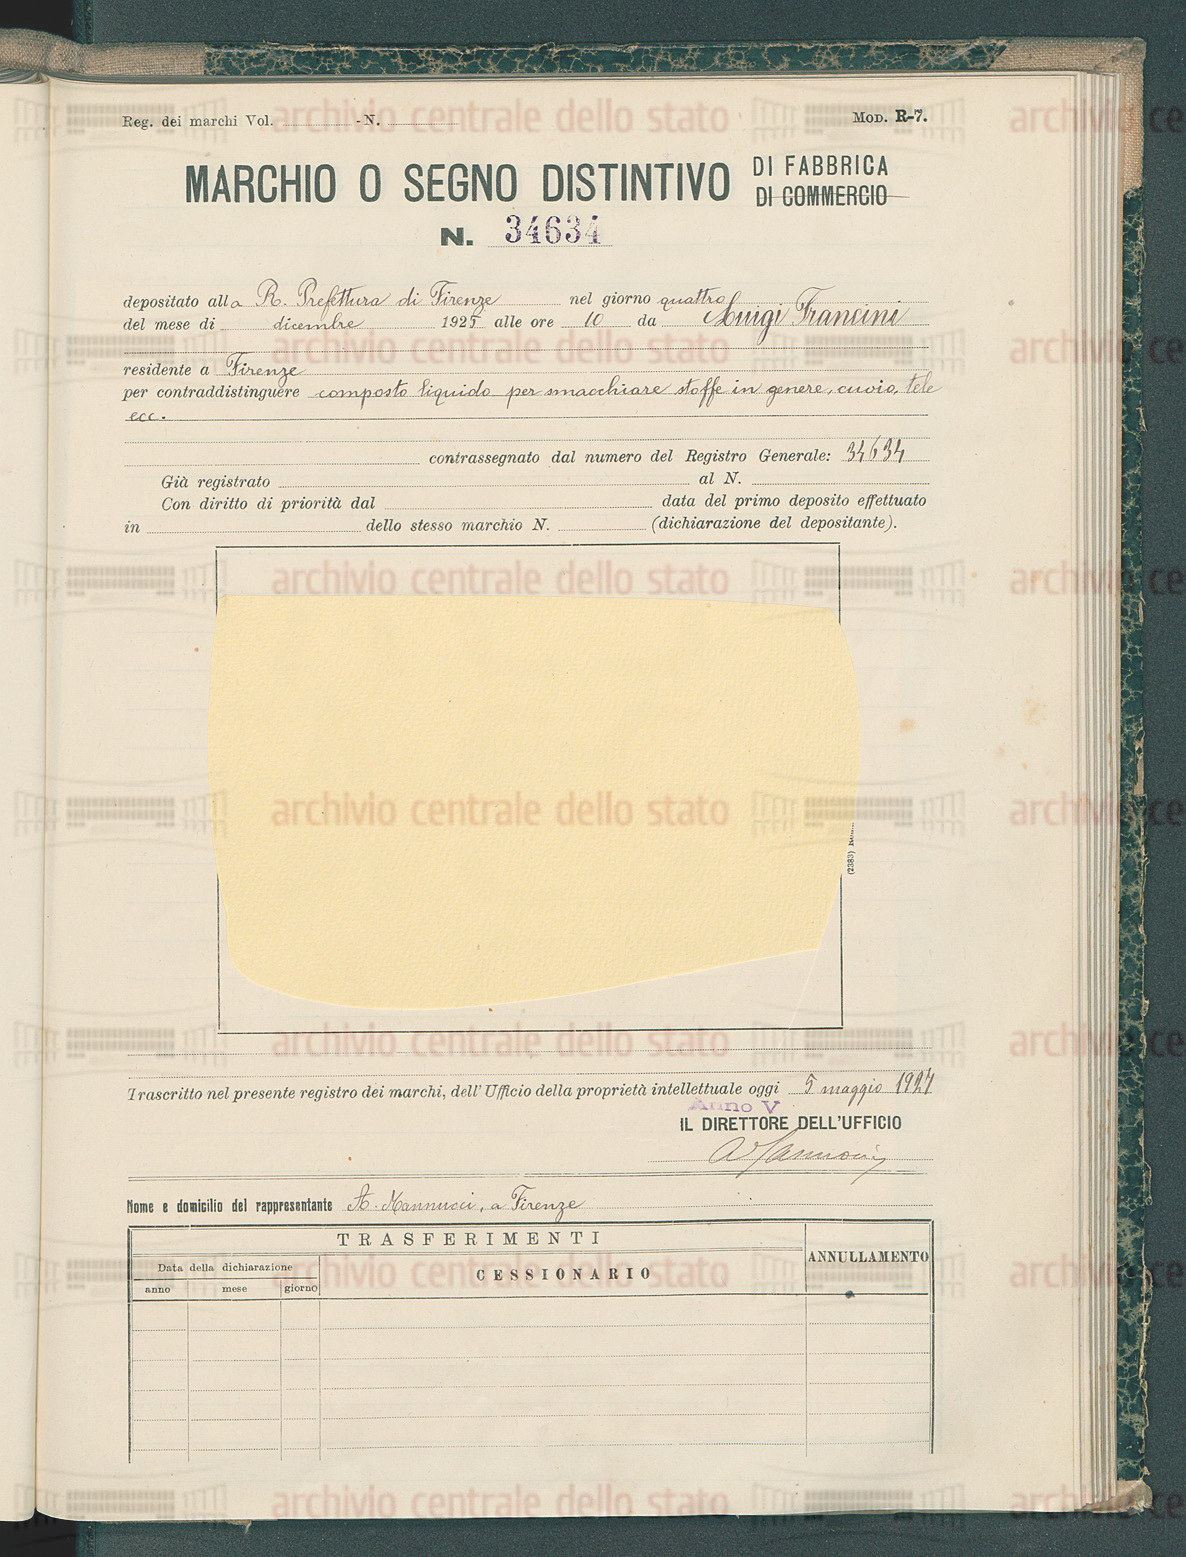 Reg. dei marchi Vol. - N. MOD. R-7.
MARCHIO O SEGNO DISTINTIVO DI FABBRICA
DI COMMERCIO
N. 34634
depositato alla R. Prefettura di Firenze nel giorno quattro
del mese di dicembre 1925 alle ore 10 da Luigi Francini
residente a Firenze
per contraddistinguere composto liquido per smacchiare stoffe in genere, cuoio, tele
ecc.
contrassegnato dal numero del Registro Generale: 34634
Già registrato al N.
Con diritto di priorità dal data del primo deposito effettuato
in dello stesso marchio N. (dichiarazione del depositante).
(2383)
Trascritto nel presente registro dei marchi, dell'Ufficio della proprietà intellettuale oggi 5 maggio 1927
Anno V
IL DIRETTORE DELL'UFFICIO
Nome e domicilio del rappresentante A. Mannucci, a Firenze
TRASFERIMENTI
ANNULLAMENTO
Data della dichiarazione
CESSIONARIO
anno mese giorno
archivio centrale dello stato